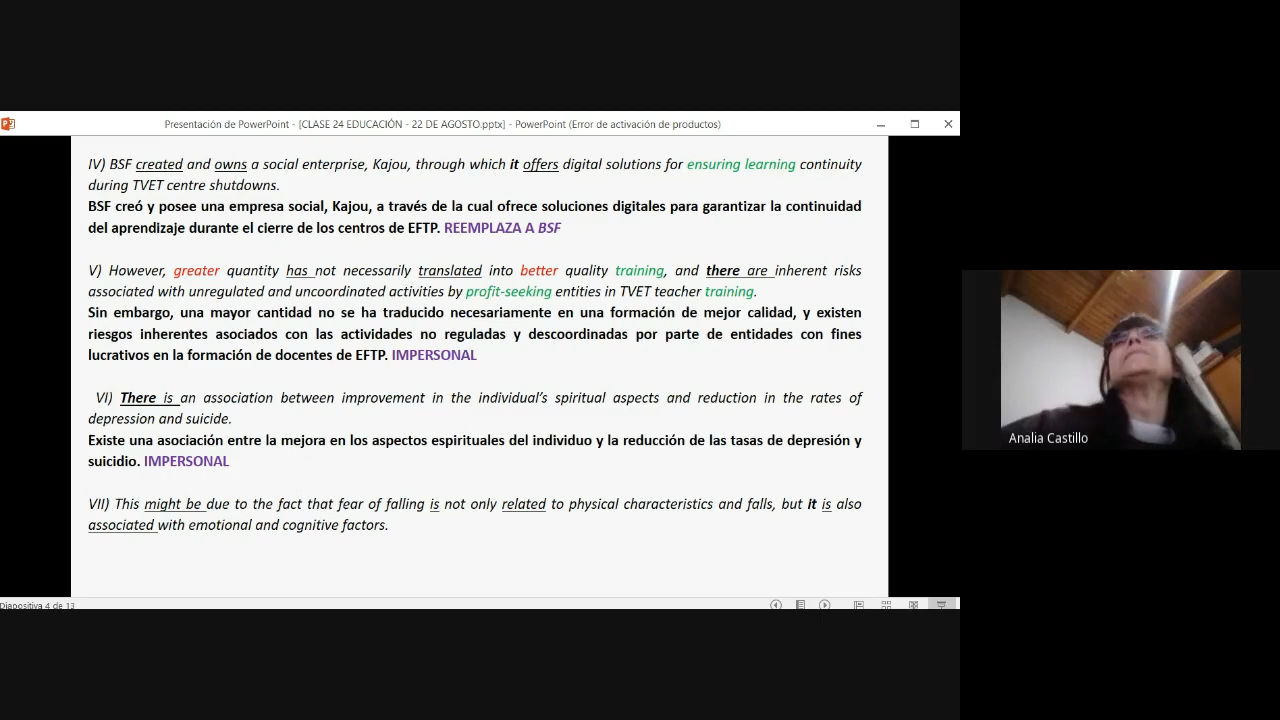 Presentación de PowerPoint - [CLASE 24 EDUCACIÓN - 22 DE AGOSTO.pptx] - PowerPoint (Error de activación de productos)
IV) BSF created and owns a social enterprise, Kajou, through which it offers digital solutions for ensuring learning continuity
during TVET centre shutdowns.
BSF creó y posee una empresa social, Kajou, a través de la cual ofrece soluciones digitales para garantizar la continuidad
del aprendizaje durante el cierre de los centros de EFTP. REEMPLAZA A BSF
V) However, greater quantity has not necessarily translated into better quality training, and there are inherent risks
associated with unregulated and uncoordinated activities by profit-seeking entities in TVET teacher training.
Sin embargo, una mayor cantidad no se ha traducido necesariamente en una formación de mejor calidad, y existen
riesgos inherentes asociados con las actividades no reguladas y descoordinadas por parte de entidades con fines
lucrativos en la formación de docentes de EFTP. IMPERSONAL
VI) There is an association between improvement in the individual's spiritual aspects and reduction in the rates of
depression and suicide.
Existe una asociación entre la mejora en los aspectos espirituales del individuo y la reducción de las tasas de depresión y
suicidio. IMPERSONAL
VII) This might be due to the fact that fear of falling is not only related to physical characteristics and falls, but it is also
associated with emotional and cognitive factors.
Analia Castillo
Diapositiva 4 de 13